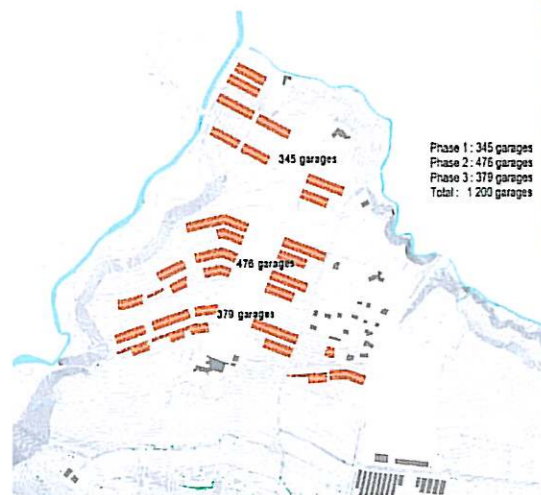 345 garages
Phase 1 : 345 garages
Phase 2 : 476 garages
Phase 3 : 379 garages
Total : 1 200 garages
476 garages
379 garages